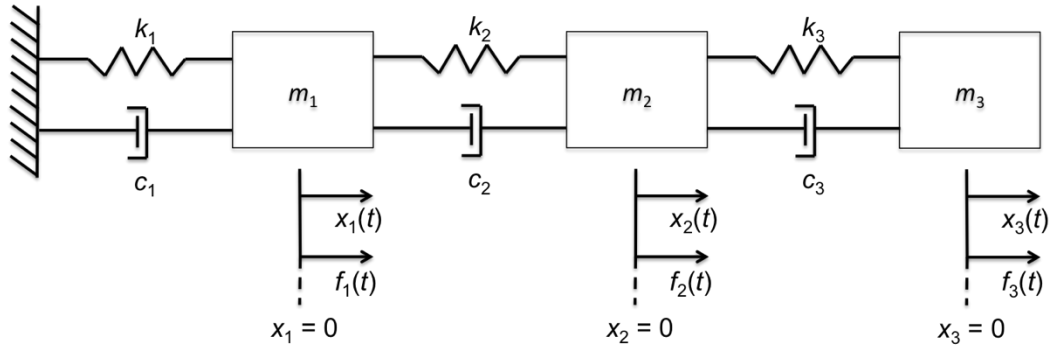 k₁ k₂ k₃
m₁ m₂ m₃
c₁ c₂ c₃
x₁(t) x₂(t) x₃(t)
f₁(t) f₂(t) f₃(t)
x₁ = 0 x₂ = 0 x₃ = 0